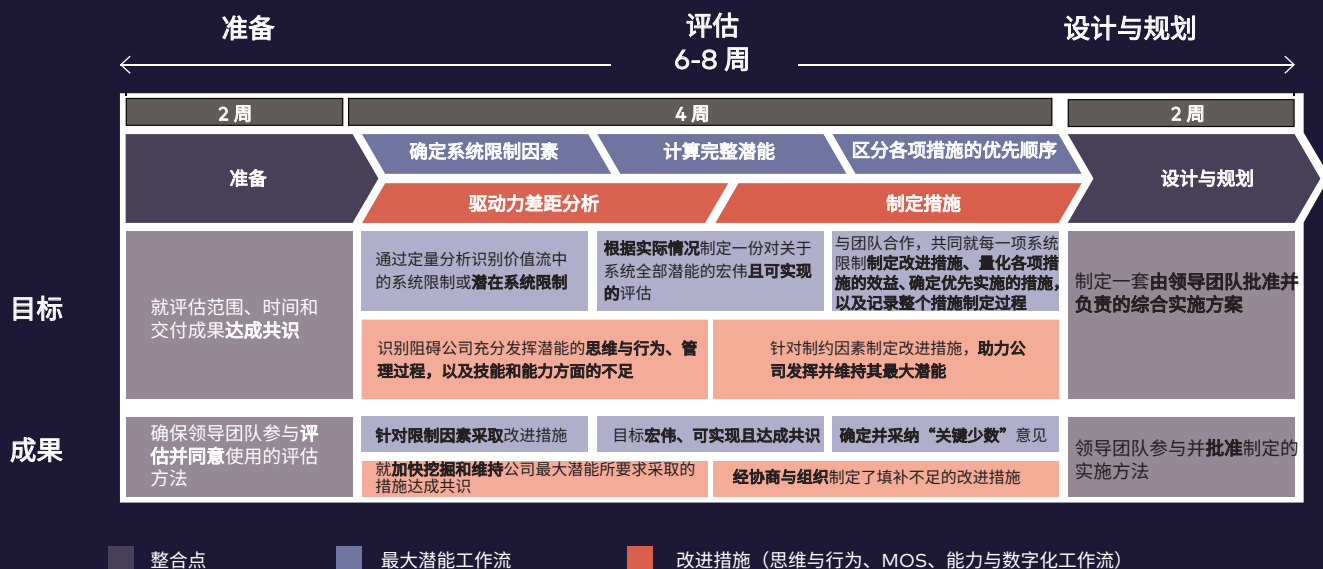 准备
评估
设计与规划
6-8 周
2 周
4 周
2 周
准备
确定系统限制因素
计算完整潜能
区分各项措施的优先顺序
设计与规划
驱动力差距分析
制定措施
目标
就评估范围、时间和
交付成果达成共识
通过定量分析识别价值流中
的系统限制或潜在系统限制
根据实际情况制定一份对关于
系统全部潜能的宏伟且可实现
的评估
与团队合作，共同就每一项系统
限制制定改进措施、量化各项措
施的效益、确定优先实施的措施，
以及记录整个措施制定过程
制定一套由领导团队批准并
负责的综合实施方案
识别阻碍公司充分发挥潜能的思维与行为、管
理过程，以及技能和能力方面的不足
针对制约因素制定改进措施，助力公
司发挥并维持其最大潜能
成果
确保领导团队参与评
估并同意使用的评估
方法
针对限制因素采取改进措施
目标宏伟、可实现且达成共识
确定并采纳“关键少数”意见
领导团队参与并批准制定的
实施方法
就加快挖掘和维持公司最大潜能所要求采取的
措施达成共识
经协商与组织制定了填补不足的改进措施
整合点
最大潜能工作流
改进措施（思维与行为、MOS、能力与数字化工作流）